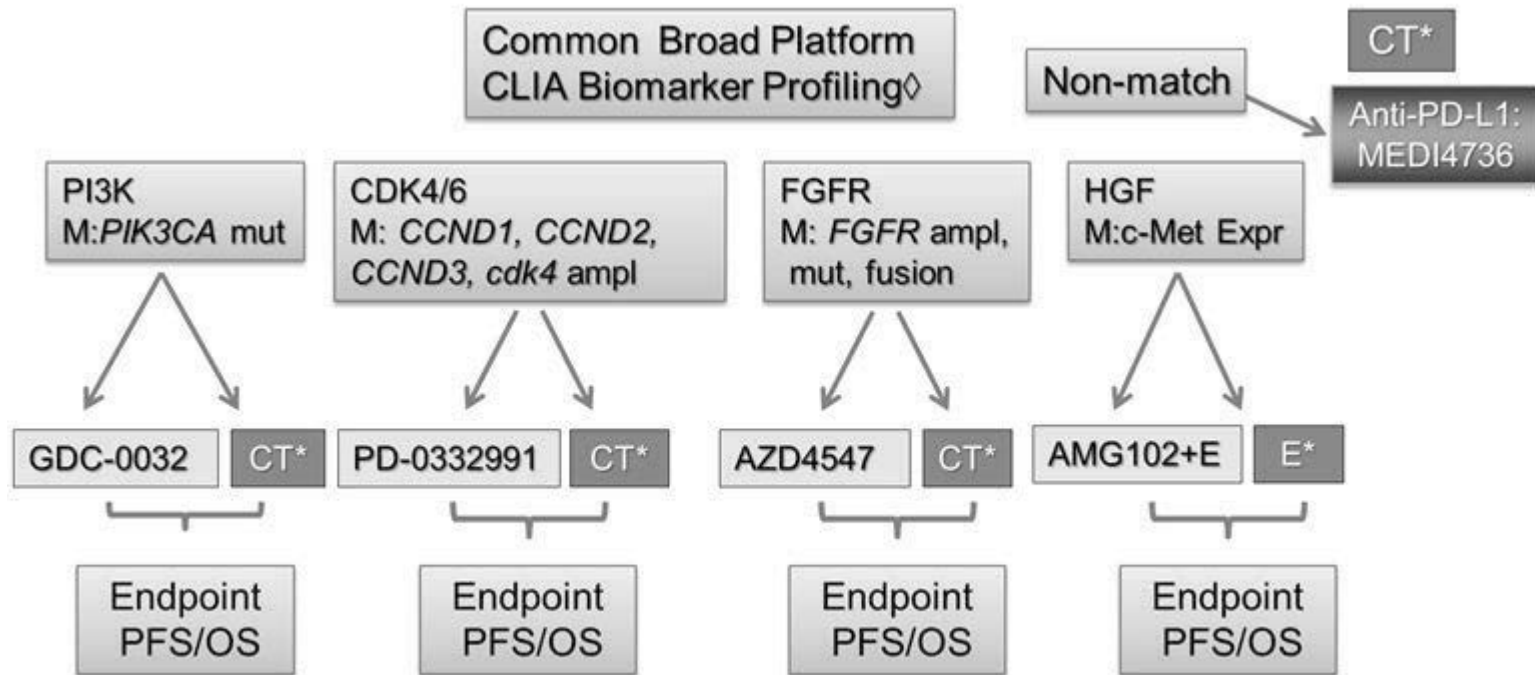 Common Broad Platform
CLIA Biomarker Profiling◊
Non-match
CT*
Anti-PD-L1:
MEDI4736
PI3K
M:PIK3CA mut
CDK4/6
M: CCND1, CCND2,
CCND3, cdk4 ampl
FGFR
M: FGFR ampl,
mut, fusion
HGF
M:c-Met Expr
GDC-0032
CT*
PD-0332991
CT*
AZD4547
CT*
AMG102+E
E*
Endpoint
PFS/OS
Endpoint
PFS/OS
Endpoint
PFS/OS
Endpoint
PFS/OS